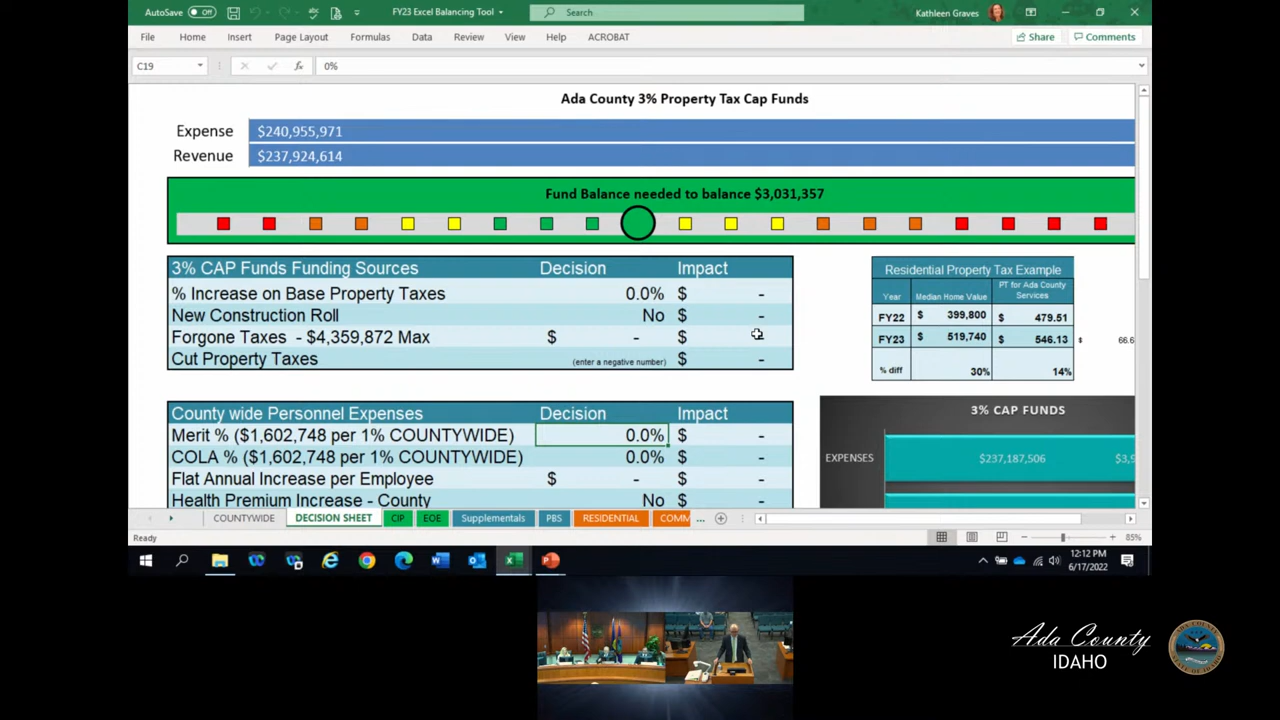 AutoSave Off FY23 Excel Balancing Tool Search Kathleen Graves
File Home Insert Page Layout Formulas Data Review View Help ACROBAT Share Comments
C19 fx 0%
Ada County 3% Property Tax Cap Funds
Expense $240,955,971
Revenue $237,924,614
Fund Balance needed to balance $3,031,357
3% CAP Funds Funding Sources Decision Impact
% Increase on Base Property Taxes 0.0% $ -
New Construction Roll No $ -
Forgone Taxes - $4,359,872 Max $ - $ -
Cut Property Taxes (enter a negative number) $ -
Residential Property Tax Example
Year Median Home Value PT for Ada County Services
FY22 $ 399,800 $ 479.51
FY23 $ 519,740 $ 546.13 $ 66.6
% diff 30% 14%
County wide Personnel Expenses Decision Impact
Merit % ($1,602,748 per 1% COUNTYWIDE) 0.0% $ -
COLA % ($1,602,748 per 1% COUNTYWIDE) 0.0% $ -
Flat Annual Increase per Employee $ - $ -
Health Premium Increase - County No $ -
3% CAP FUNDS
EXPENSES $237,187,506 $3,9
COUNTYWIDE DECISION SHEET CIP EOE Supplementals PBS RESIDENTIAL COMM ...
Ready 85%
12:12 PM
6/17/2022
Ada County
IDAHO